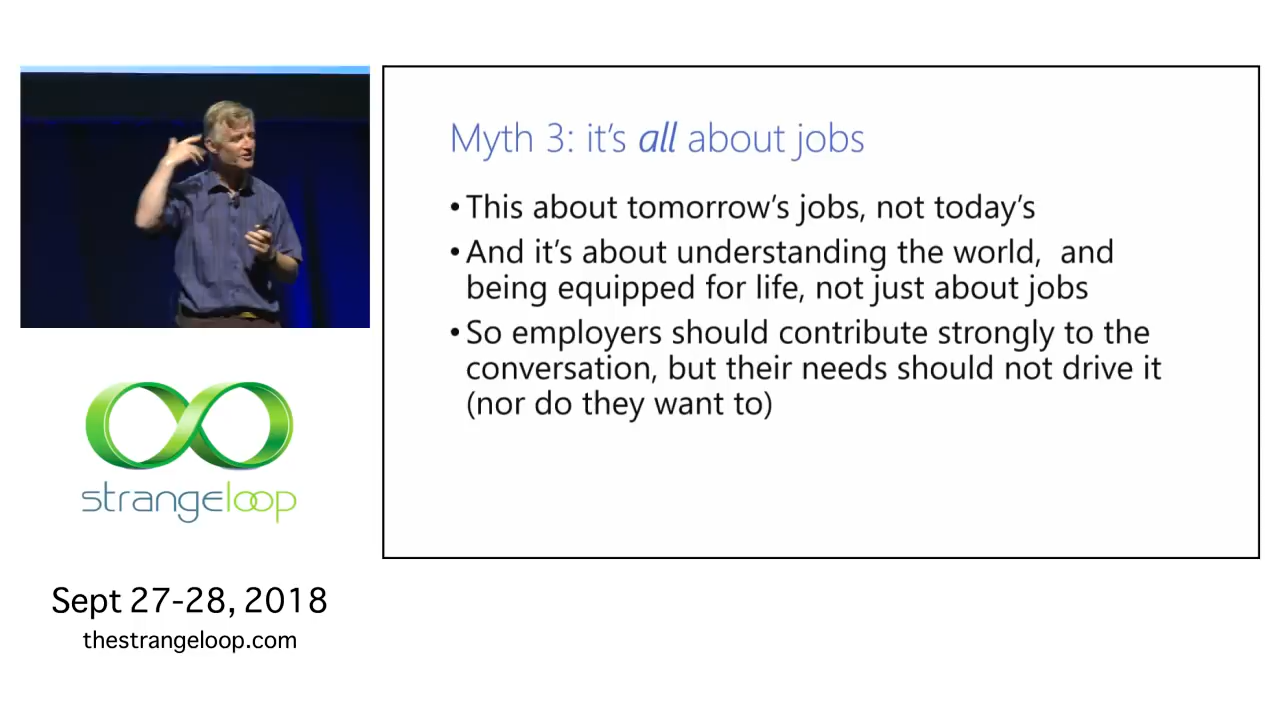 Myth 3: it's all about jobs
•This about tomorrow's jobs, not today's
•And it's about understanding the world,  and
being equipped for life, not just about jobs
•So employers should contribute strongly to the
conversation, but their needs should not drive it
(nor do they want to)
strangeloop
Sept 27-28, 2018
thestrangeloop.com